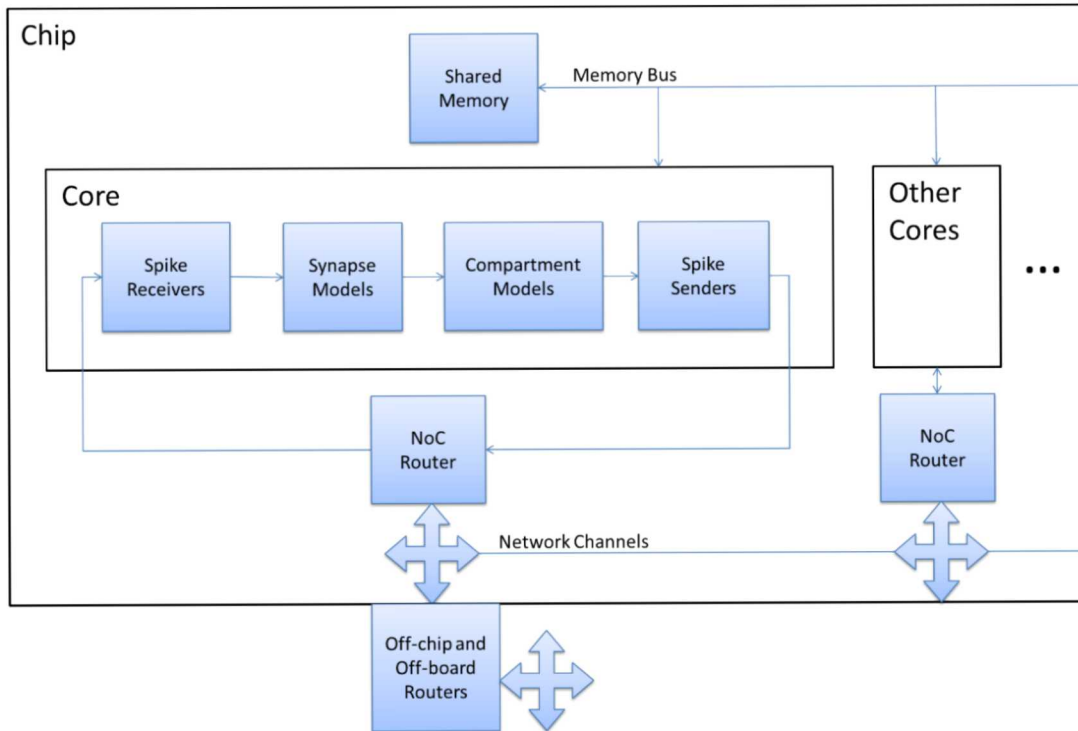 Chip
Shared
Memory
Memory Bus
Core
Spike
Receivers
Synapse
Models
Compartment
Models
Spike
Senders
Other
Cores
...
NoC
Router
NoC
Router
Network Channels
Off-chip and
Off-board
Routers